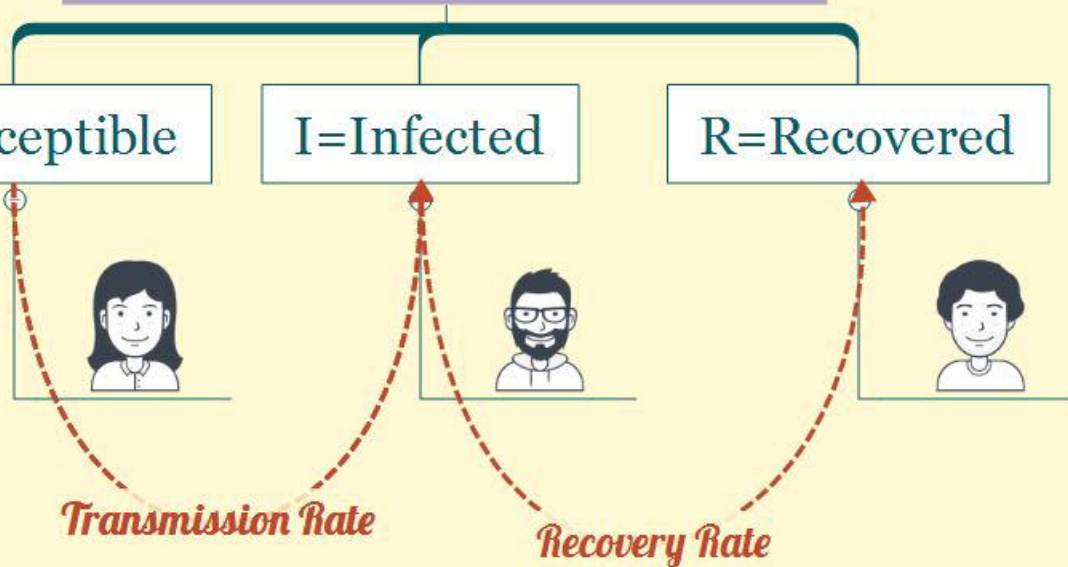 ceptible
I=Infected
R=Recovered
Transmission Rate
Recovery Rate